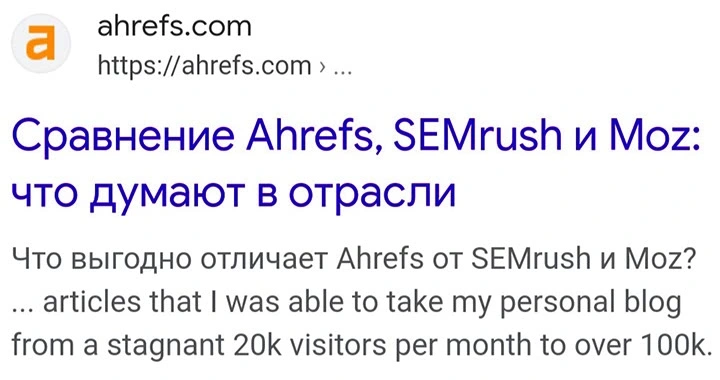 a
ahrefs.com
https://ahrefs.com › ...
Сравнение Ahrefs, SEMrush и Moz:
что думают в отрасли
Что выгодно отличает Ahrefs от SEMrush и Moz?
... articles that I was able to take my personal blog
from a stagnant 20k visitors per month to over 100k.